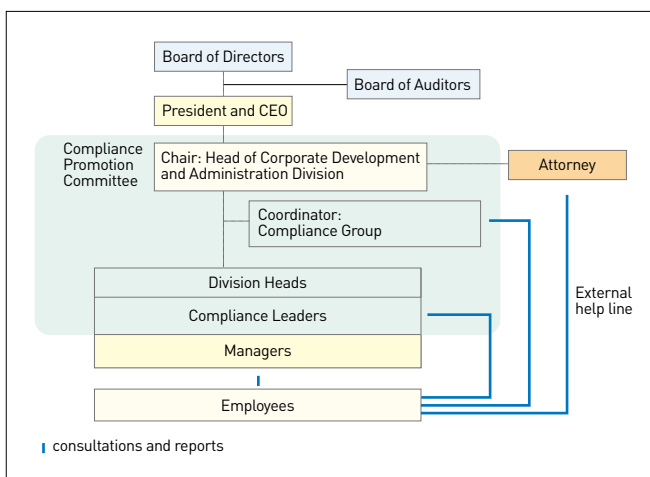 Board of Directors
Board of Auditors
President and CEO
Compliance
Promotion
Committee
Chair: Head of Corporate Development
and Administration Division
Attorney
Coordinator:
Compliance Group
Division Heads
Compliance Leaders
External
help line
Managers
Employees
consultations and reports